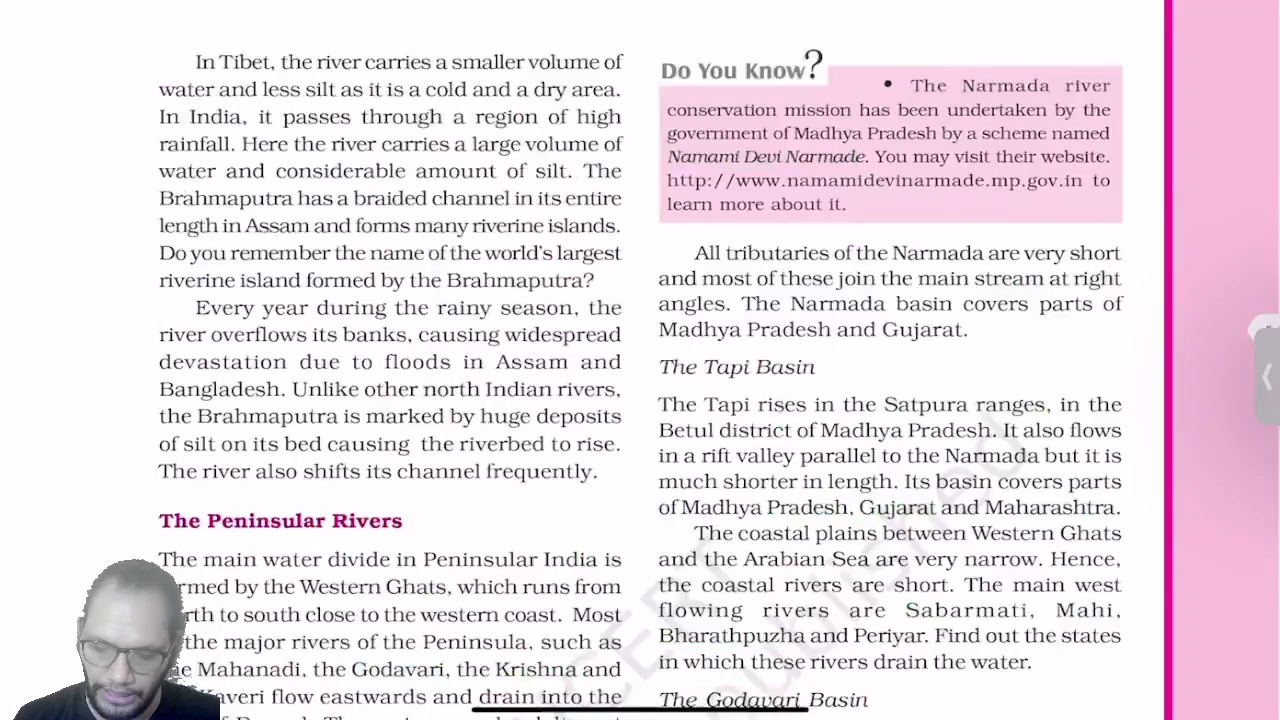 In Tibet, the river carries a smaller volume of
water and less silt as it is a cold and a dry area.
In India, it passes through a region of high
rainfall. Here the river carries a large volume of
water and considerable amount of silt. The
Brahmaputra has a braided channel in its entire
length in Assam and forms many riverine islands.
Do you remember the name of the world's largest
riverine island formed by the Brahmaputra?
Every year during the rainy season, the
river overflows its banks, causing widespread
devastation due to floods in Assam and
Bangladesh. Unlike other north Indian rivers,
the Brahmaputra is marked by huge deposits
of silt on its bed causing the riverbed to rise.
The river also shifts its channel frequently.
The Peninsular Rivers
The main water divide in Peninsular India is
rmed by the Western Ghats, which runs from
rth to south close to the western coast. Most
the major rivers of the Peninsula, such as
e Mahanadi, the Godavari, the Krishna and
averi flow eastwards and drain into the
Do You Know?
• The Narmada river
conservation mission has been undertaken by the
government of Madhya Pradesh by a scheme named
Namami Devi Narmade. You may visit their website.
http://www.namamidevinarmade.mp.gov.in to
learn more about it.
All tributaries of the Narmada are very short
and most of these join the main stream at right
angles. The Narmada basin covers parts of
Madhya Pradesh and Gujarat.
The Tapi Basin
The Tapi rises in the Satpura ranges, in the
Betul district of Madhya Pradesh. It also flows
in a rift valley parallel to the Narmada but it is
much shorter in length. Its basin covers parts
of Madhya Pradesh, Gujarat and Maharashtra.
The coastal plains between Western Ghats
and the Arabian Sea are very narrow. Hence,
the coastal rivers are short. The main west
flowing rivers are Sabarmati, Mahi,
Bharathpuzha and Periyar. Find out the states
in which these rivers drain the water.
The Godavari Basin